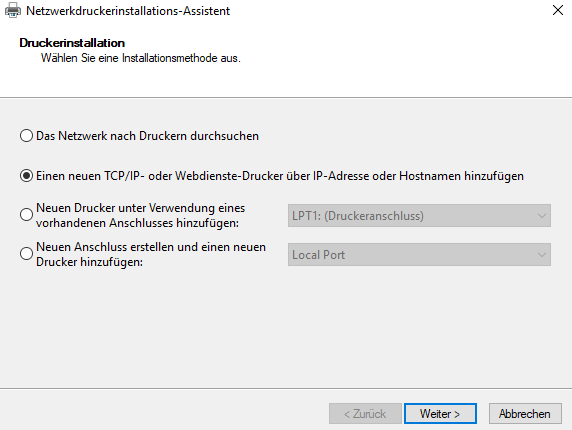 Netzwerkdruckerinstallations-Assistent
Druckerinstallation
Wählen Sie eine Installationsmethode aus.
Das Netzwerk nach Druckern durchsuchen
Einen neuen TCP/IP- oder Webdienste-Drucker über IP-Adresse oder Hostnamen hinzufügen
Neuen Drucker unter Verwendung eines
vorhandenen Anschlusses hinzufügen:
LPT1: (Druckeranschluss)
Neuen Anschluss erstellen und einen neuen
Drucker hinzufügen:
Local Port
< Zurück Weiter > Abbrechen